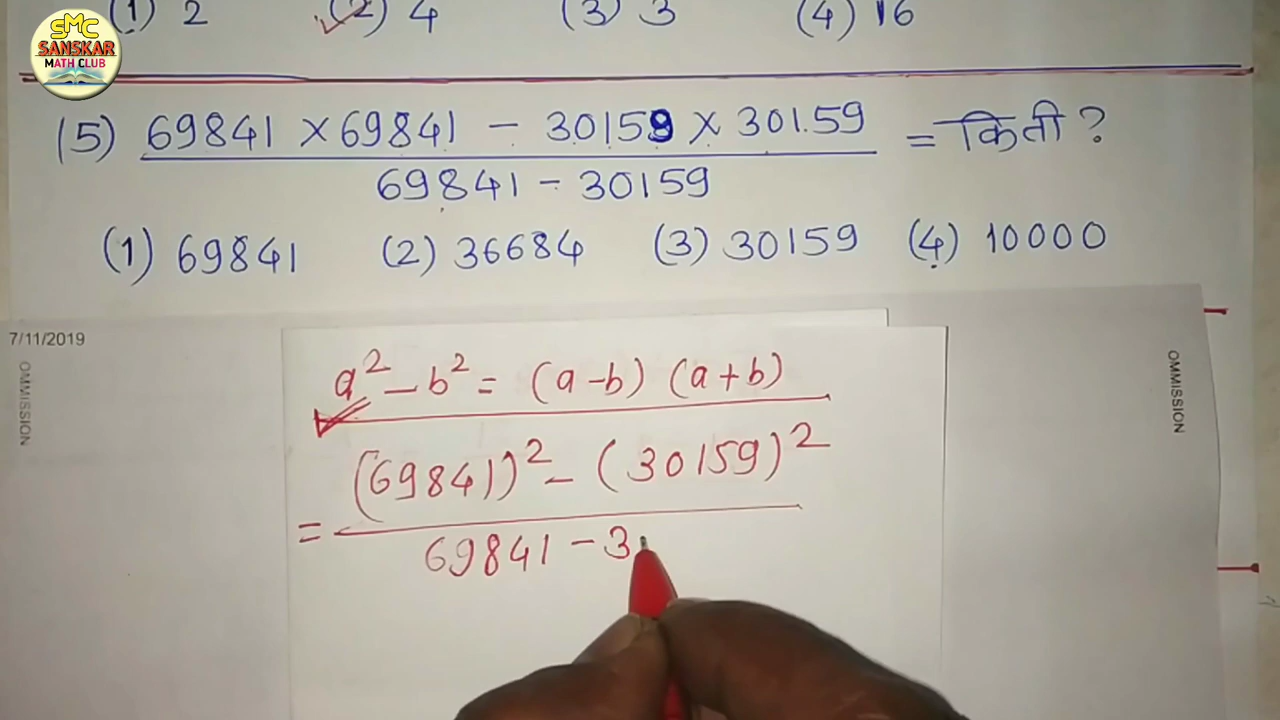 (1) 2 (2) 4 (3) 3 (4) 16
SMC
SANSKAR
MATH CLUB
(5) 69841 × 69841 - 30159 × 30159
69841 - 30159
= किती ?
(1) 69841 (2) 36684 (3) 30159 (4) 10000
7/11/2019
OMMISSION
OMMISSION
a² - b² = (a - b) (a + b)
= (69841)² - (30159)²
69841 - 3